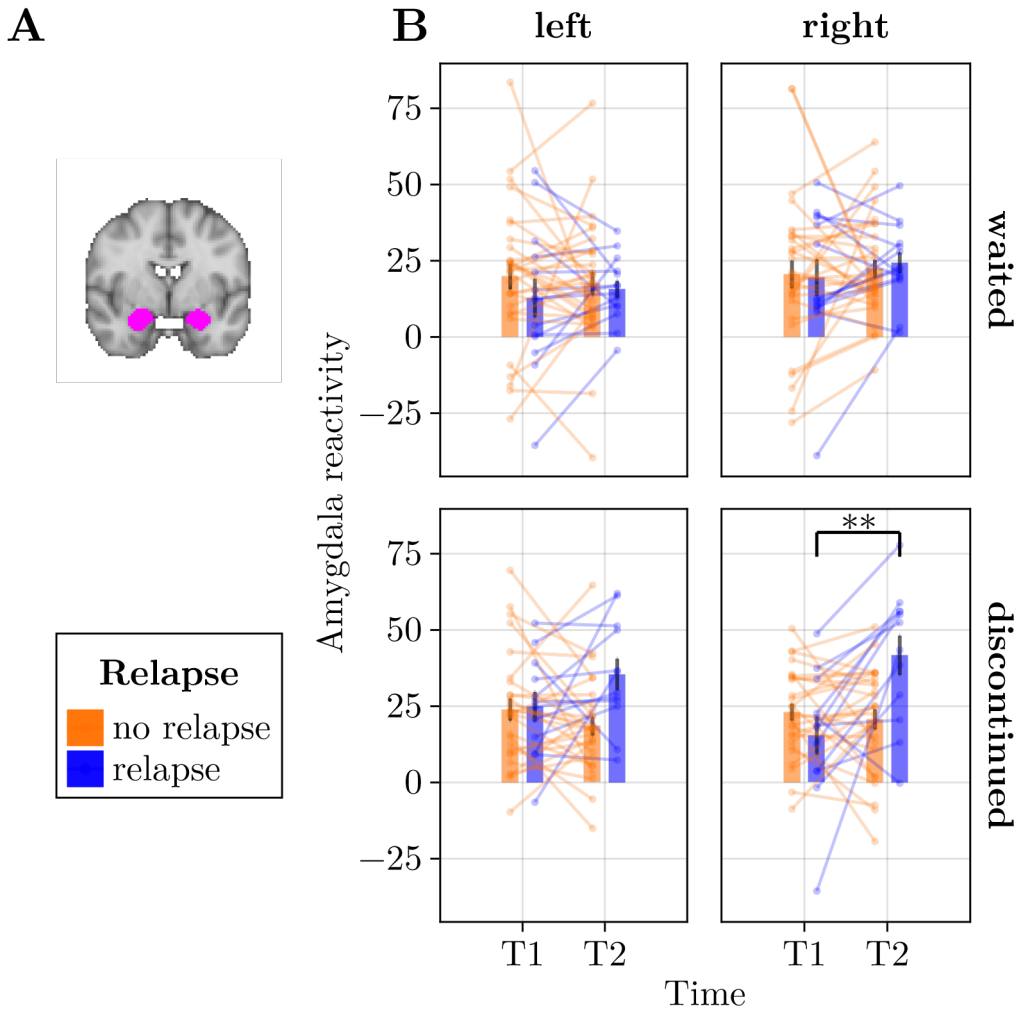 A
B
left
right
75
50
25
0
−25
waited
Amygdala reactivity
**
75
50
25
0
−25
discontinued
Relapse
no relapse
relapse
T1
T2
T1
T2
Time